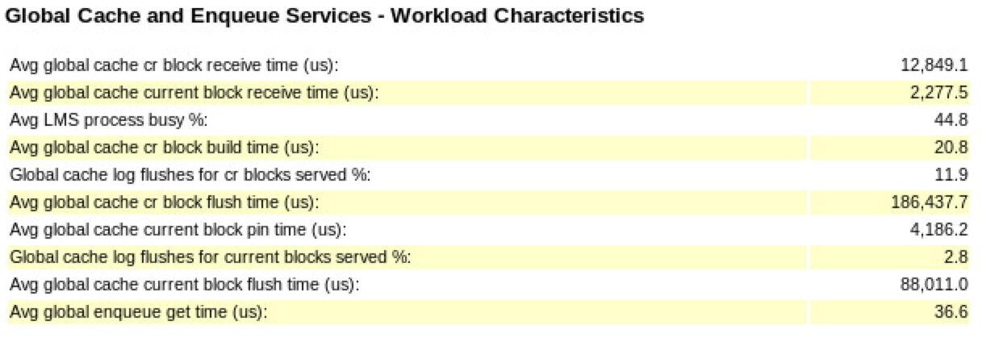 Global Cache and Enqueue Services - Workload Characteristics
Avg global cache cr block receive time (us): 12,849.1
Avg global cache current block receive time (us): 2,277.5
Avg LMS process busy %: 44.8
Avg global cache cr block build time (us): 20.8
Global cache log flushes for cr blocks served %: 11.9
Avg global cache cr block flush time (us): 186,437.7
Avg global cache current block pin time (us): 4,186.2
Global cache log flushes for current blocks served %: 2.8
Avg global cache current block flush time (us): 88,011.0
Avg global enqueue get time (us): 36.6